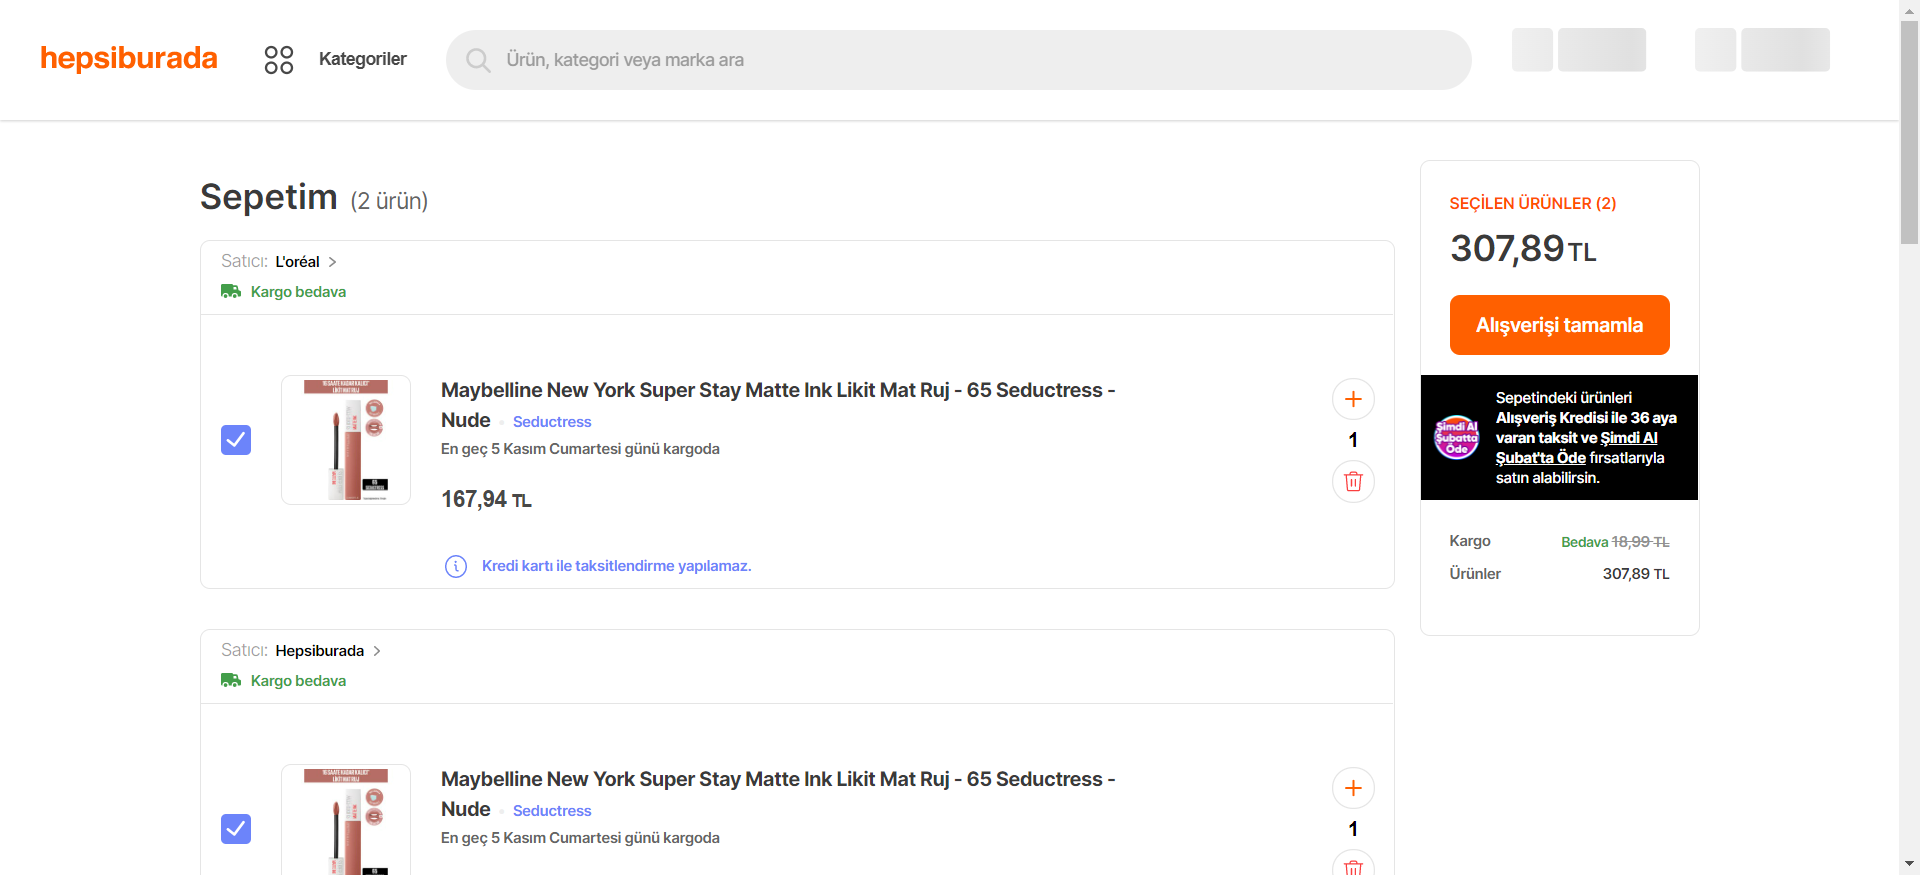 hepsiburada
Kategoriler
Ürün, kategori veya marka ara
Sepetim (2 ürün)
Satıcı: L'oréal
Kargo bedava
Maybelline New York Super Stay Matte Ink Likit Mat Ruj - 65 Seductress -
Nude Seductress
En geç 5 Kasım Cumartesi günü kargoda
167,94 TL
1
Kredi kartı ile taksitlendirme yapılamaz.
Satıcı: Hepsiburada
Kargo bedava
Maybelline New York Super Stay Matte Ink Likit Mat Ruj - 65 Seductress -
Nude Seductress
En geç 5 Kasım Cumartesi günü kargoda
1
SEÇİLEN ÜRÜNLER (2)
307,89 TL
Alışverişi tamamla
Şimdi Al
Şubatta
Öde
Sepetindeki ürünleri
Alışveriş Kredisi ile 36 aya
varan taksit ve Şimdi Al
Şubat'ta Öde fırsatlarıyla
satın alabilirsin.
Kargo Bedava 18,99 TL
Ürünler 307,89 TL